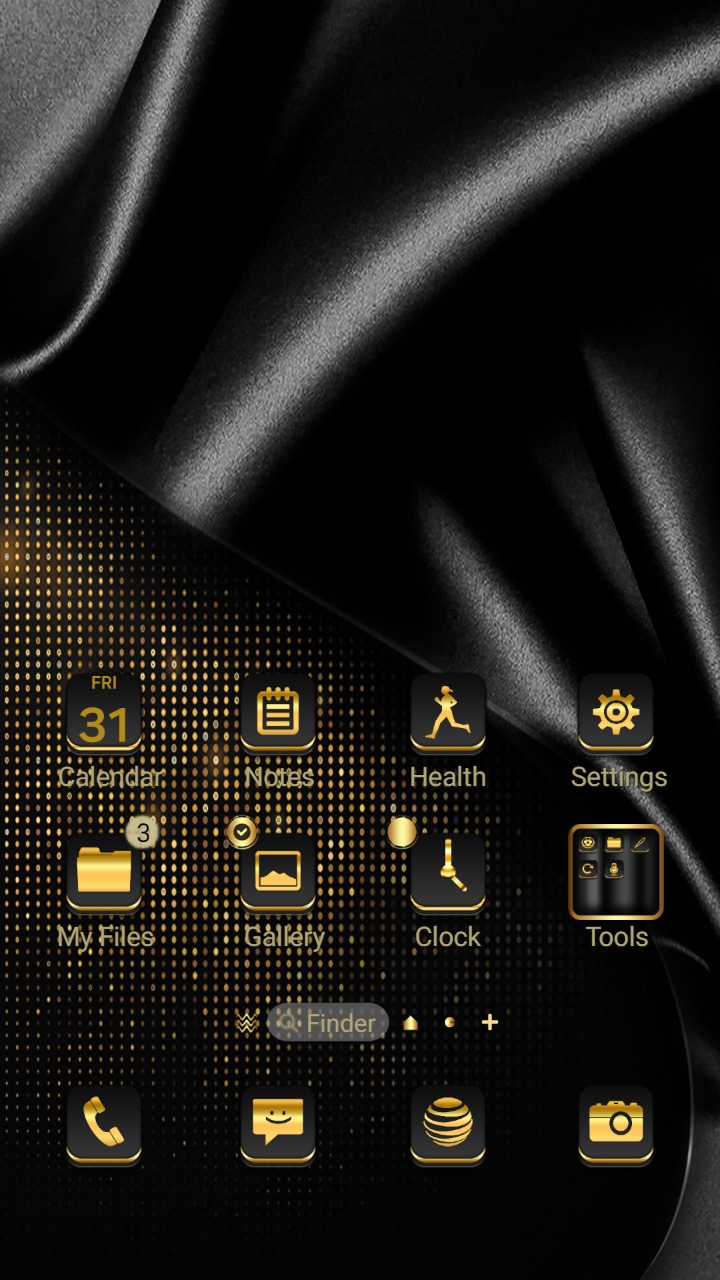 FRI
31
Calendar
Notes
Health
Settings
3
My Files
Gallery
Clock
Tools
Finder